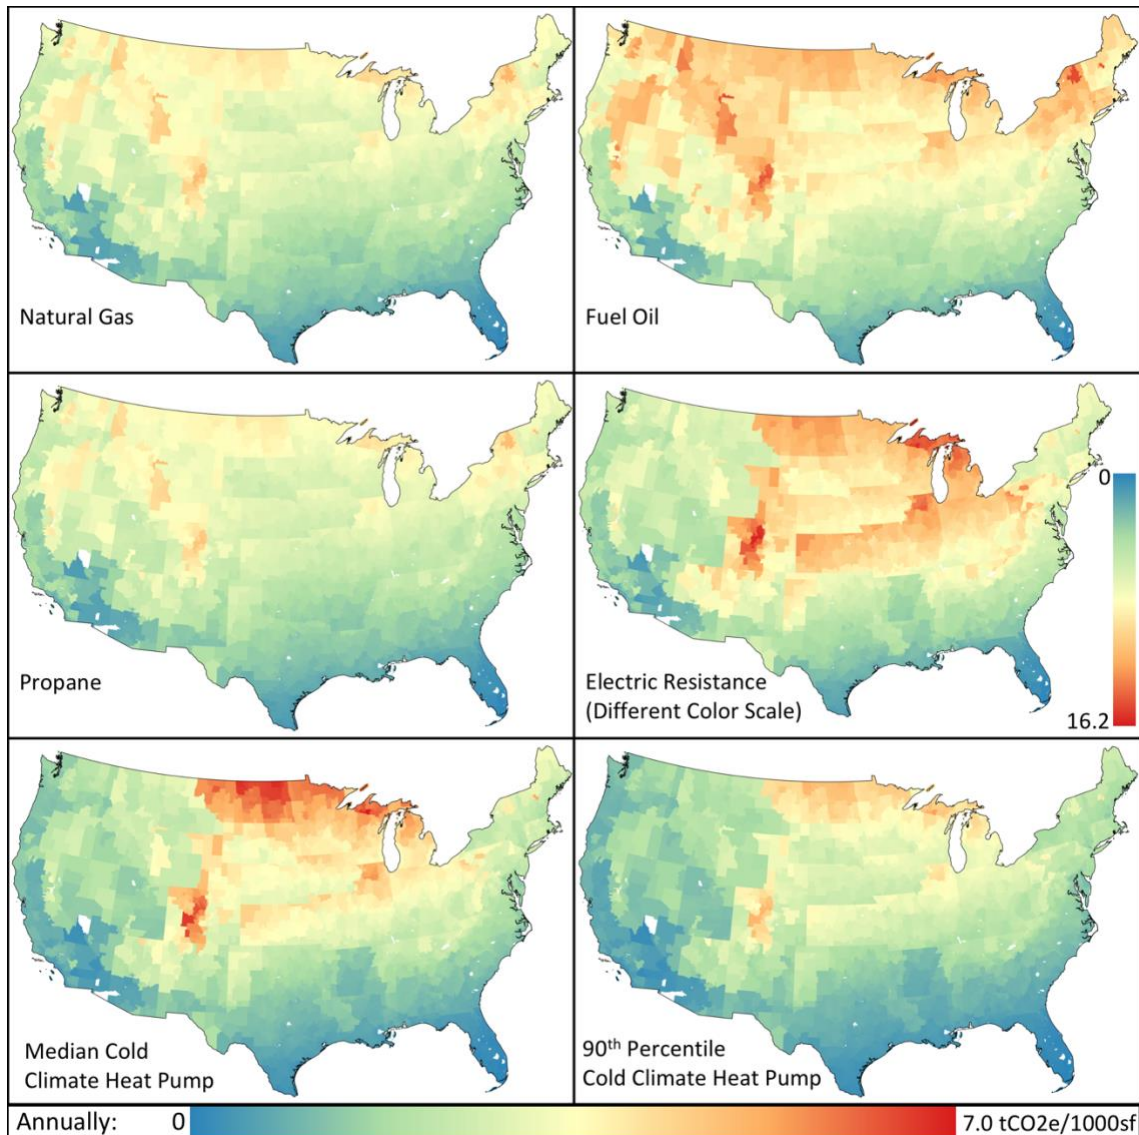 Natural Gas
Fuel Oil
Propane
Electric Resistance
(Different Color Scale)
0
16.2
Median Cold
Climate Heat Pump
90th Percentile
Cold Climate Heat Pump
Annually: 0 7.0 tCO2e/1000sf